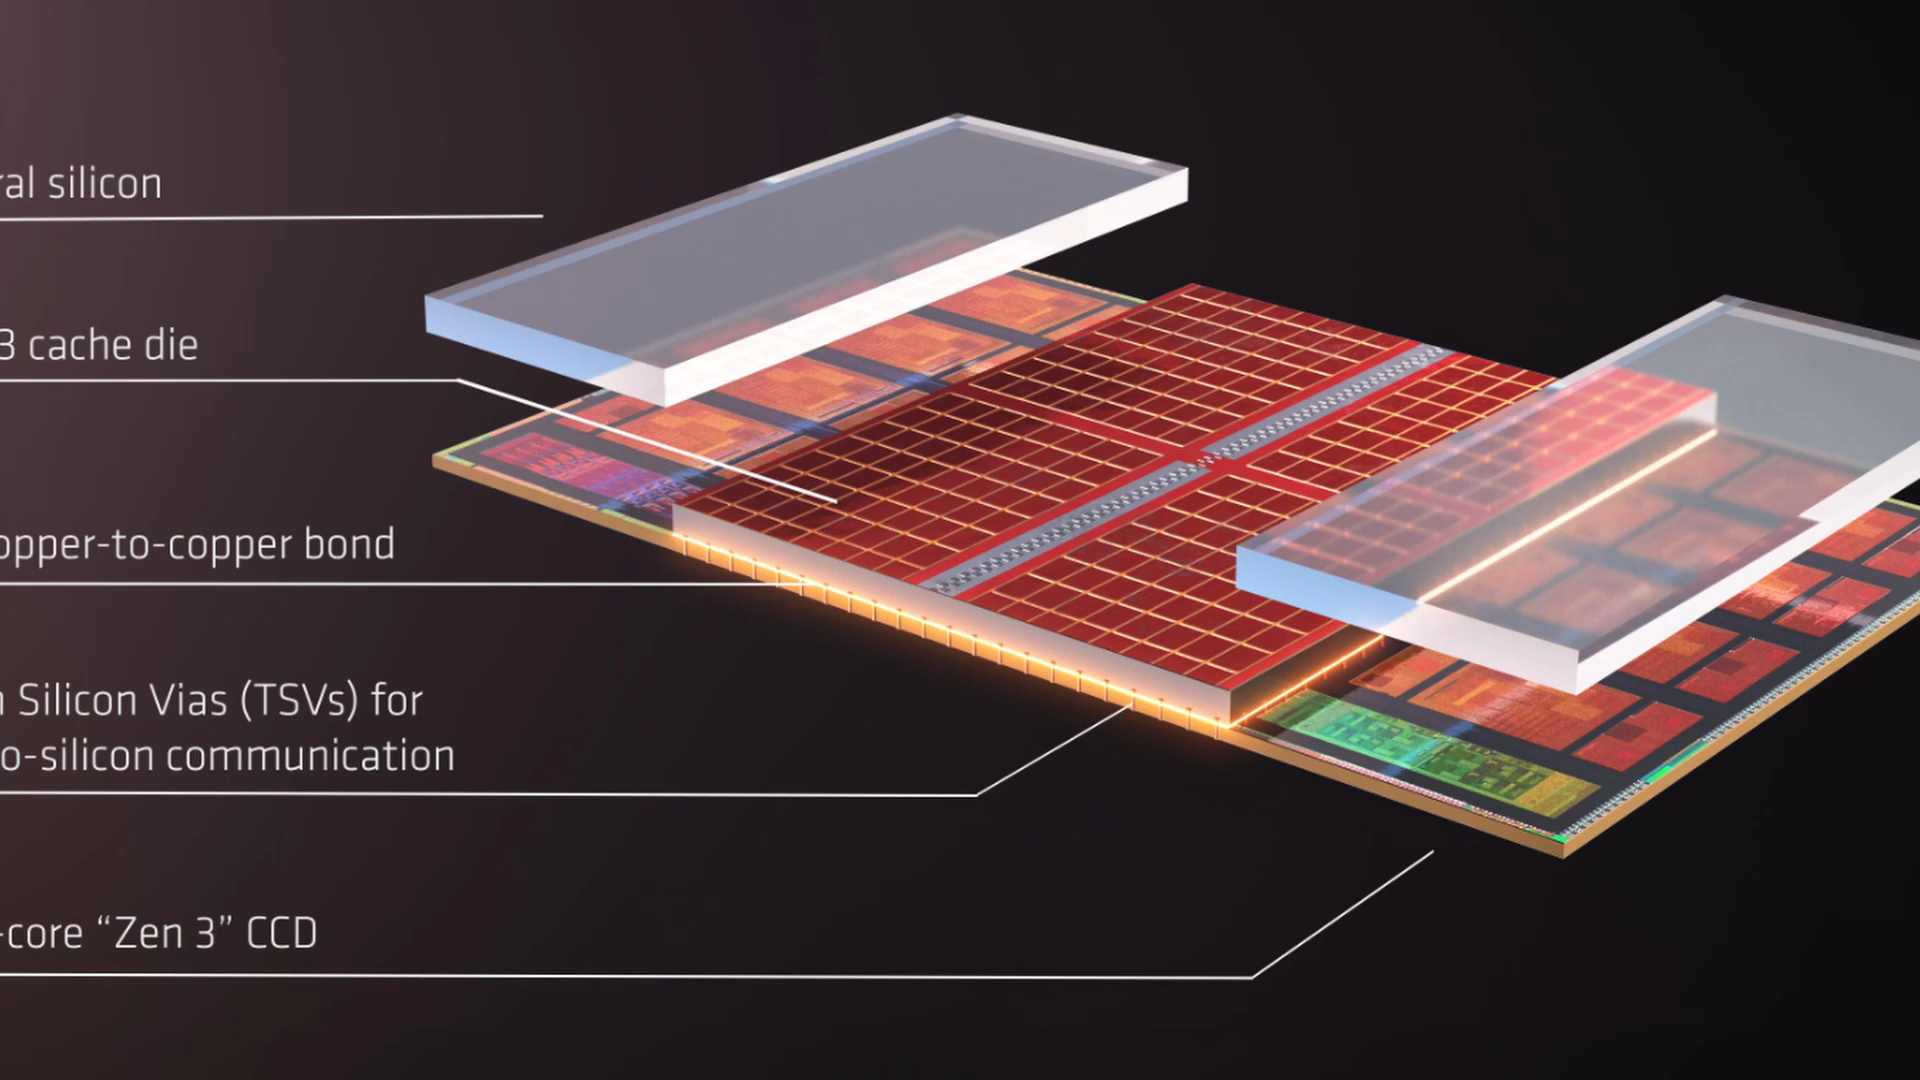 ral silicon
3 cache die
opper-to-copper bond
n Silicon Vias (TSVs) for
o-silicon communication
-core “Zen 3” CCD